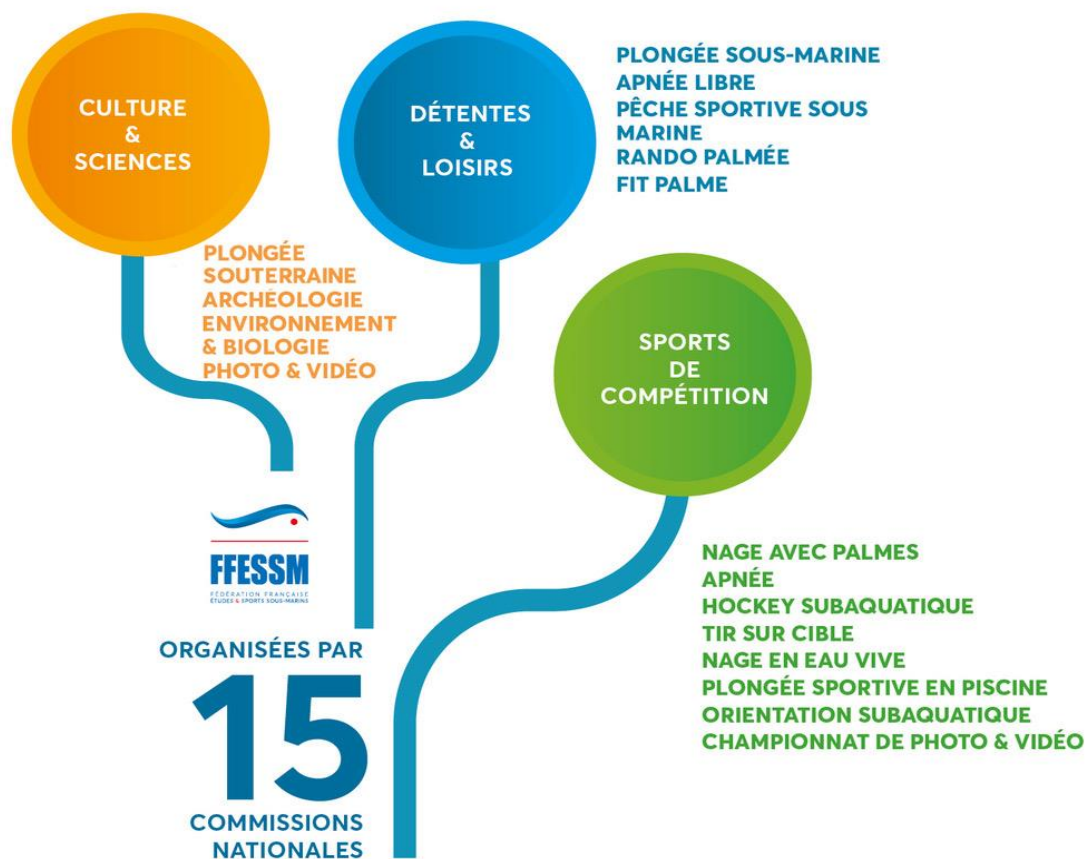 CULTURE
&
SCIENCES
DÉTENTES
&
LOISIRS
PLONGÉE SOUS-MARINE
APNÉE LIBRE
PÊCHE SPORTIVE SOUS
MARINE
RANDO PALMÉE
FIT PALME
PLONGÉE
SOUTERRAINE
ARCHÉOLOGIE
ENVIRONNEMENT
& BIOLOGIE
PHOTO & VIDÉO
SPORTS
DE
COMPÉTITION
FFESSM
FÉDÉRATION FRANÇAISE
ÉTUDES & SPORTS SOUS-MARINS
NAGE AVEC PALMES
APNÉE
HOCKEY SUBAQUATIQUE
TIR SUR CIBLE
NAGE EN EAU VIVE
PLONGÉE SPORTIVE EN PISCINE
ORIENTATION SUBAQUATIQUE
CHAMPIONNAT DE PHOTO & VIDÉO
ORGANISÉES PAR
15
COMMISSIONS
NATIONALES